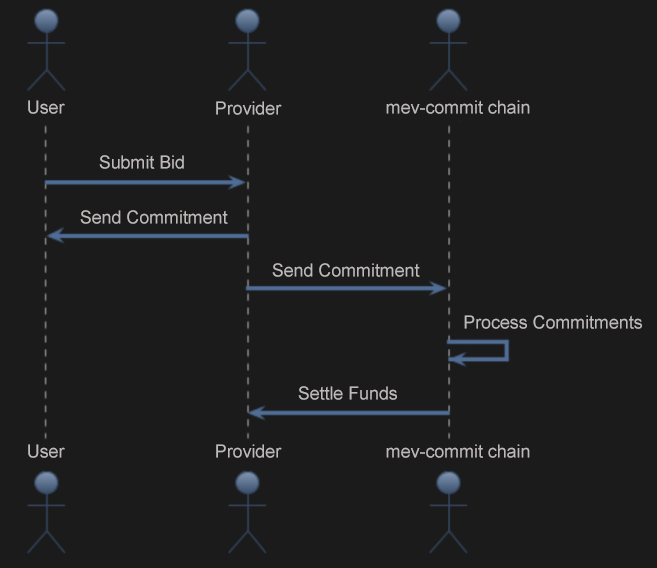 User
Provider
mev-commit chain
Submit Bid
Send Commitment
Send Commitment
Process Commitments
Settle Funds
User
Provider
mev-commit chain